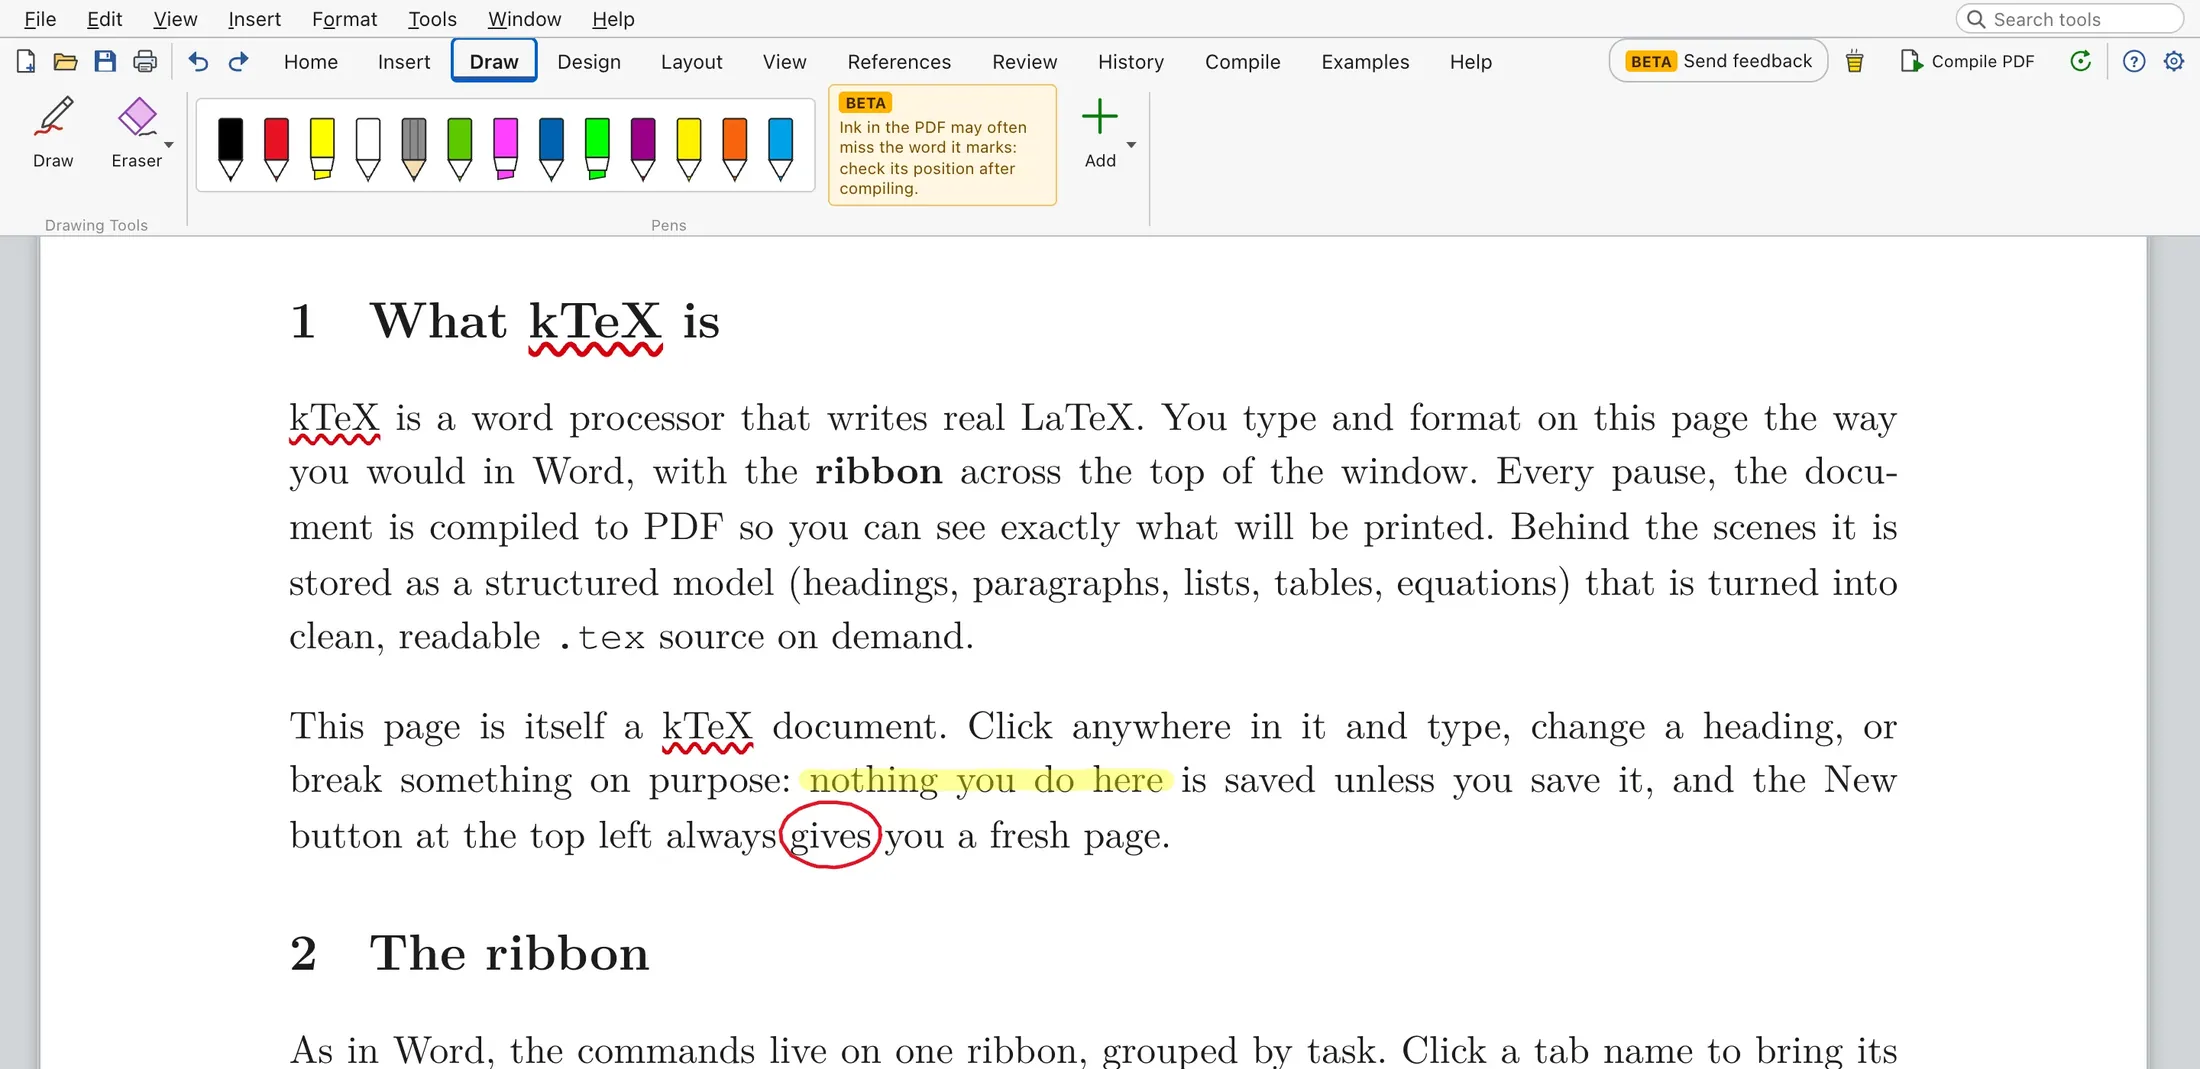 File Edit View Insert Format Tools Window Help Search tools
Home Insert Draw Design Layout View References Review History Compile Examples Help BETA Send feedback Compile PDF
Draw
Eraser
Drawing Tools
Pens
BETA
Ink in the PDF may often
miss the word it marks:
check its position after
compiling.
Add
1 What kTeX is
kTeX is a word processor that writes real LaTeX. You type and format on this page the way
you would in Word, with the ribbon across the top of the window. Every pause, the docu-
ment is compiled to PDF so you can see exactly what will be printed. Behind the scenes it is
stored as a structured model (headings, paragraphs, lists, tables, equations) that is turned into
clean, readable .tex source on demand.
This page is itself a kTeX document. Click anywhere in it and type, change a heading, or
break something on purpose: nothing you do here is saved unless you save it, and the New
button at the top left always gives you a fresh page.
2 The ribbon
As in Word, the commands live on one ribbon, grouped by task. Click a tab name to bring its